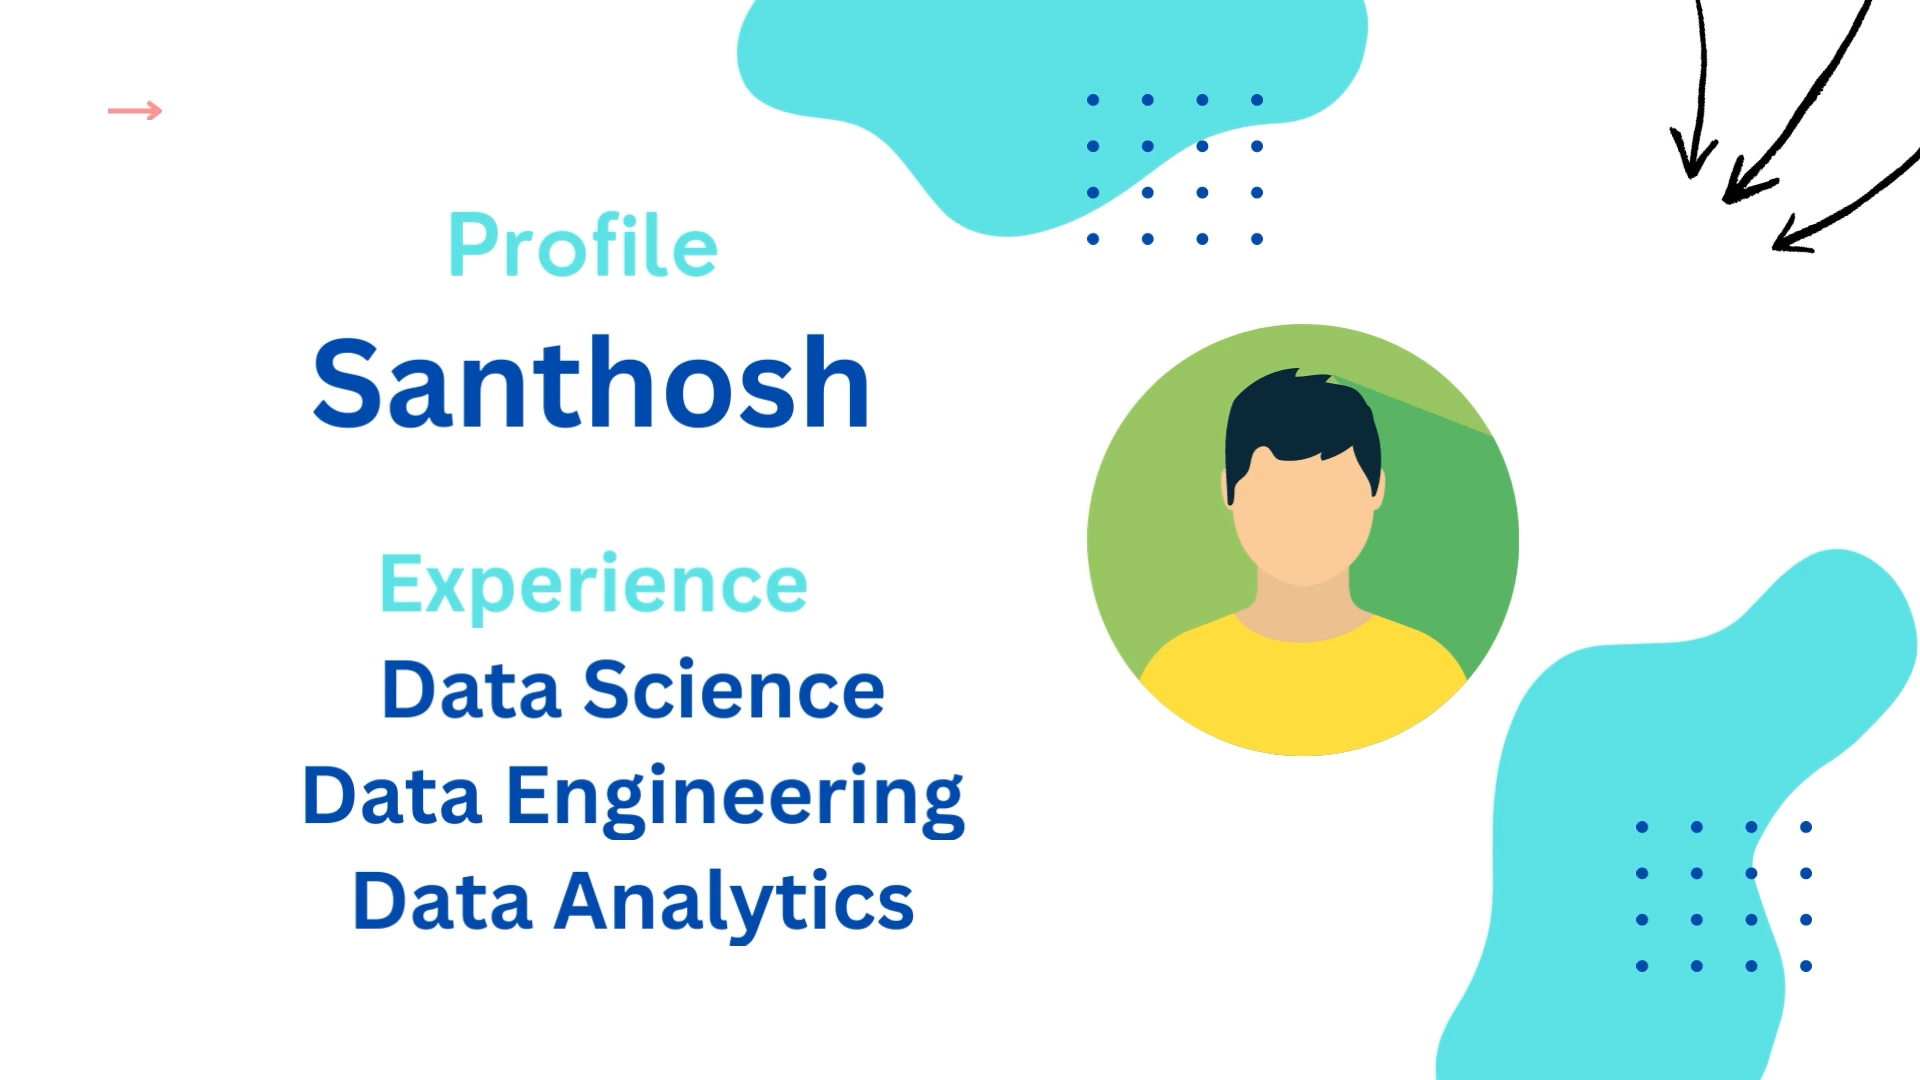 Profile
Santhosh
Experience
Data Science
Data Engineering
Data Analytics